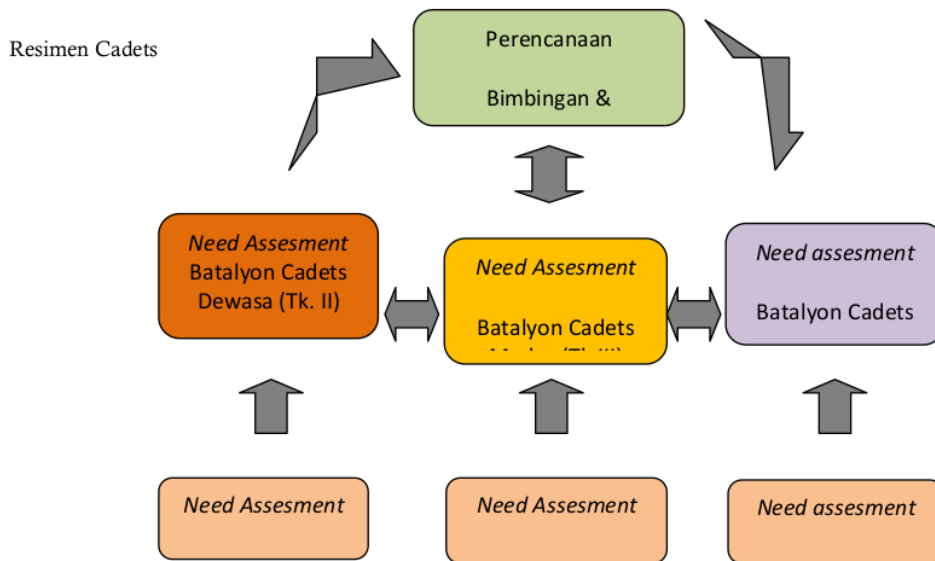 Resimen Cadets
Perencanaan
Bimbingan &
Need Assesment
Batalyon Cadets
Dewasa (Tk. II)
Need Assesment
Batalyon Cadets
Need assesment
Batalyon Cadets
Need Assesment
Need Assesment
Need assesment